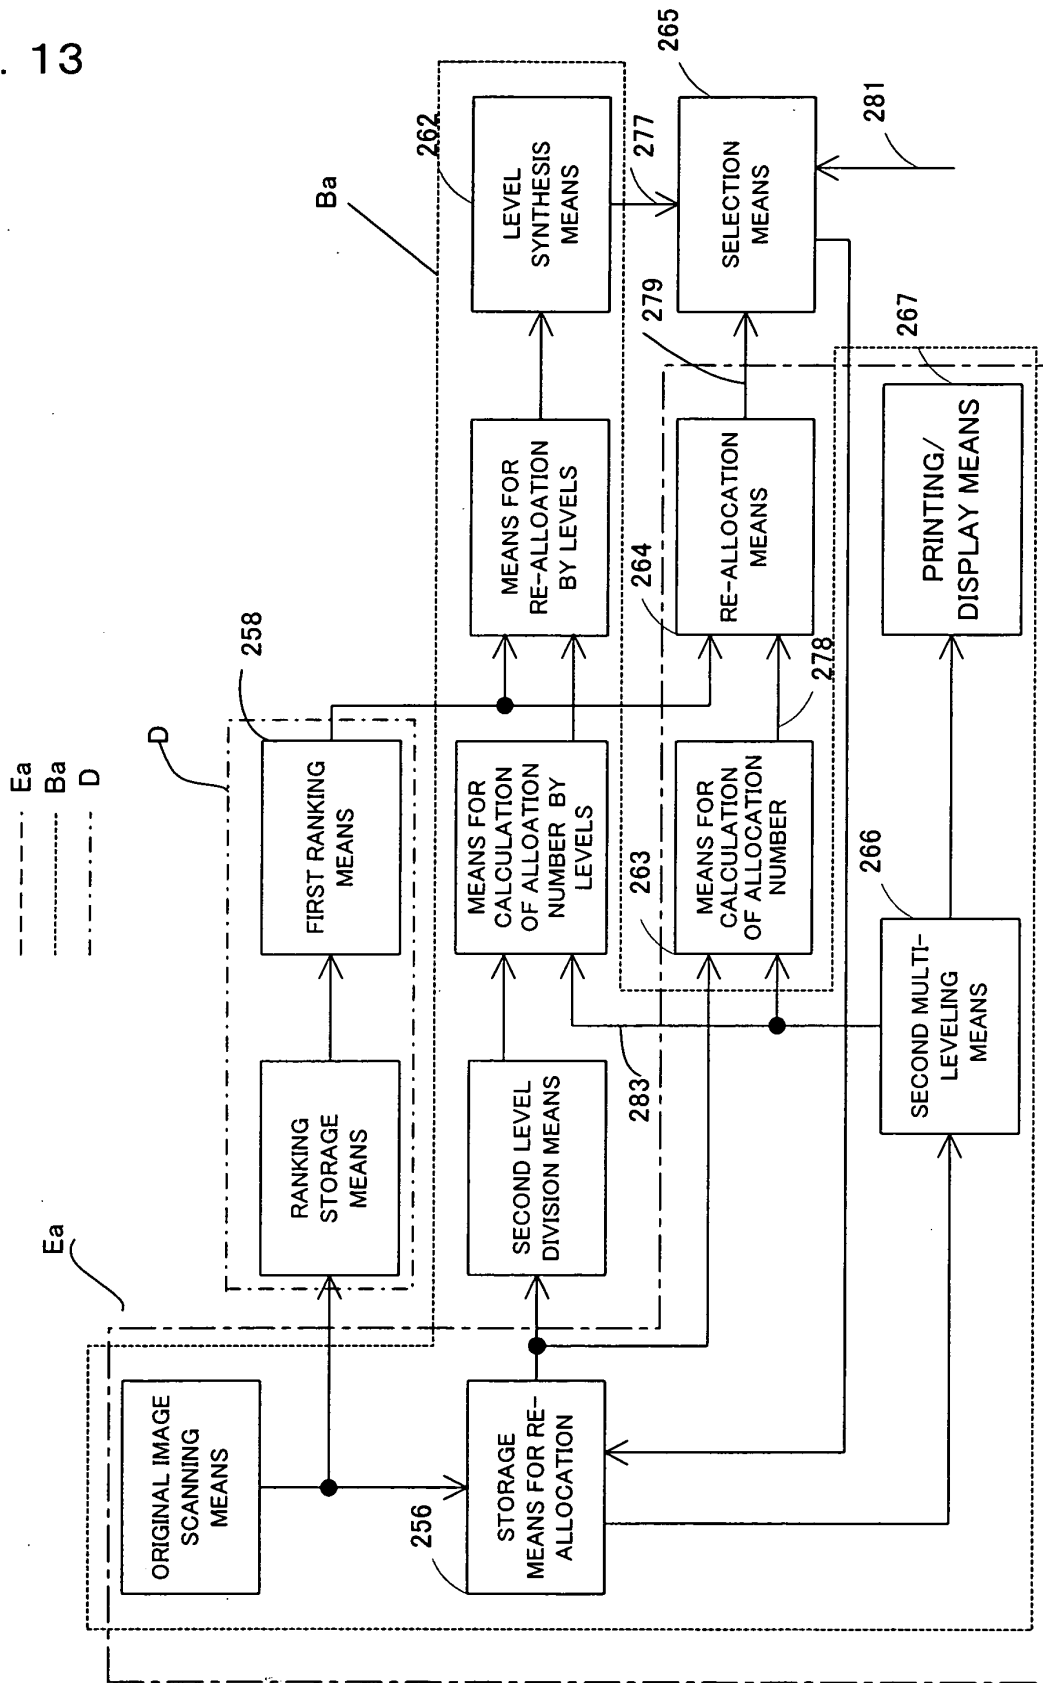 . 13
Ea
Ba
D
Ea
D
Ba
ORIGINAL IMAGE
SCANNING
MEANS
RANKING
STORAGE
MEANS
FIRST RANKING
MEANS
258
256
STORAGE
MEANS FOR RE-
ALLOCATION
SECOND LEVEL
DIVISION MEANS
MEANS FOR
CALCULATION
OF ALLOATION
NUMBER BY
LEVELS
MEANS FOR
RE-ALLOATION
BY LEVELS
LEVEL
SYNTHESIS
MEANS
262
277
283
263
MEANS FOR
CALCULATION
OF ALLOCATION
NUMBER
278
264
RE-ALLOCATION
MEANS
279
SELECTION
MEANS
265
281
SECOND MULTI-
LEVELING
MEANS
266
PRINTING/
DISPLAY MEANS
267